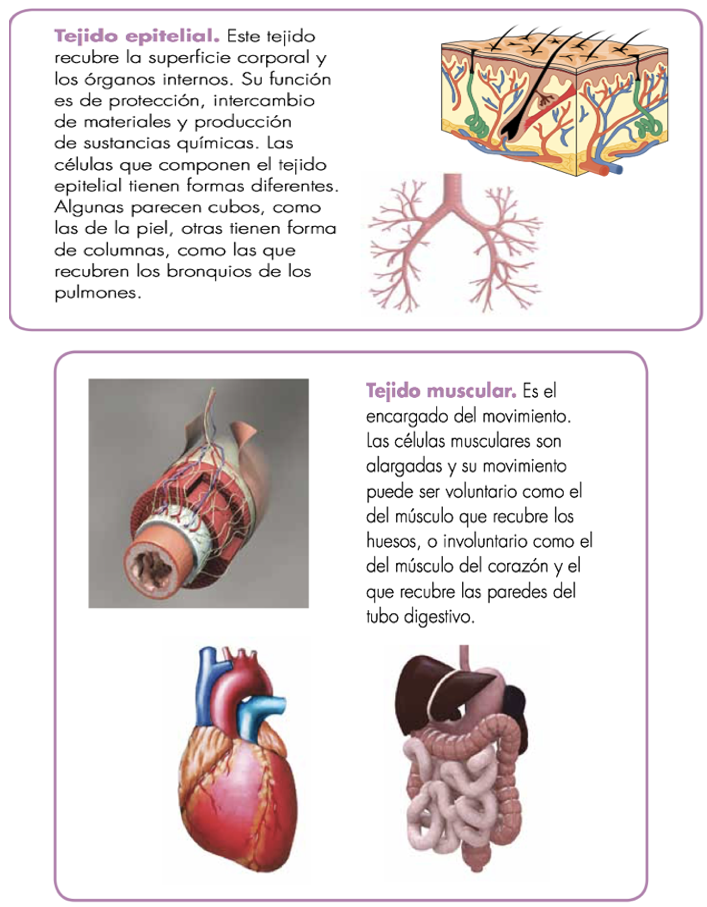 Tejido epitelial. Este tejido
recubre la superficie corporal y
los órganos internos. Su función
es de protección, intercambio
de materiales y producción
de sustancias químicas. Las
células que componen el tejido
epitelial tienen formas diferentes.
Algunas parecen cubos, como
las de la piel, otras tienen forma
de columnas, como las que
recubren los bronquios de los
pulmones.
Tejido muscular. Es el
encargado del movimiento.
Las células musculares son
alargadas y su movimiento
puede ser voluntario como el
del músculo que recubre los
huesos, o involuntario como el
del músculo del corazón y el
que recubre las paredes del
tubo digestivo.